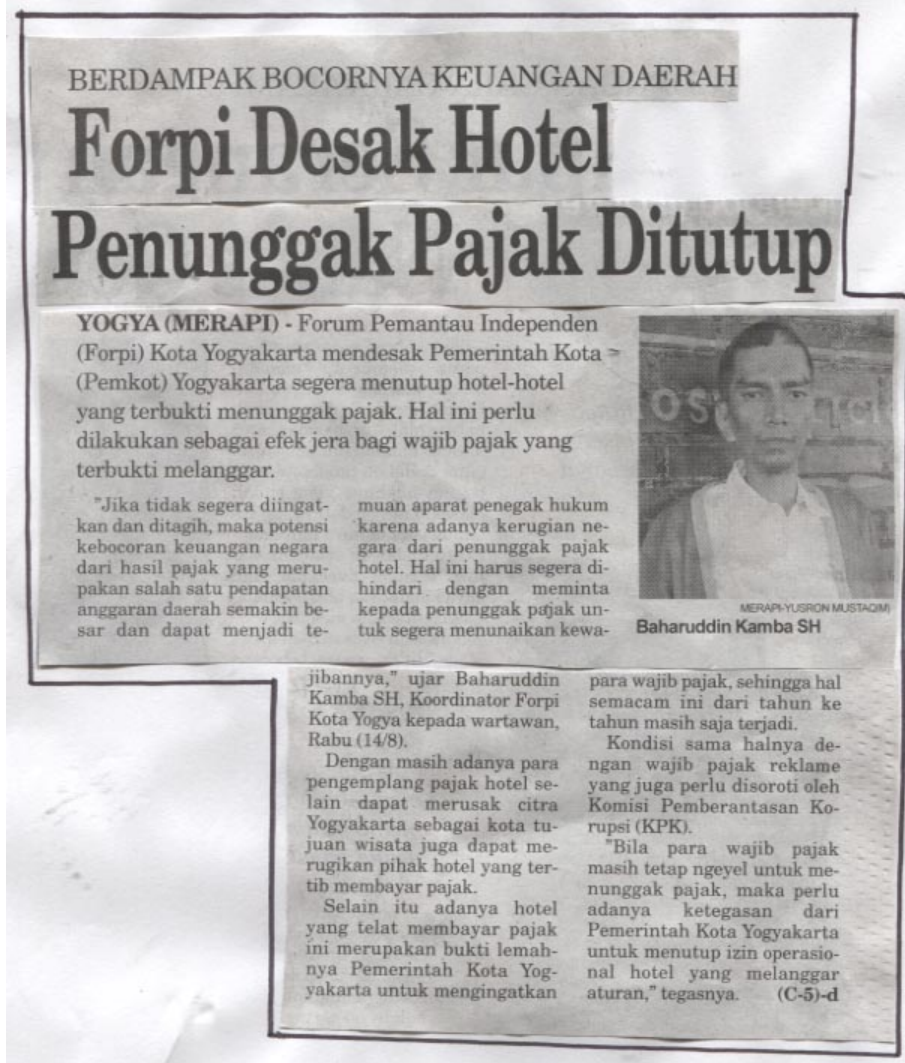 BERDAMPAK BOCORNYA KEUANGAN DAERAH
Forpi Desak Hotel
Penunggak Pajak Ditutup
YOGYA (MERAPI) - Forum Pemantau Independen
(Forpi) Kota Yogyakarta mendesak Pemerintah Kota
(Pemkot) Yogyakarta segera menutup hotel-hotel
yang terbukti menunggak pajak. Hal ini perlu
dilakukan sebagai efek jera bagi wajib pajak yang
terbukti melanggar.
"Jika tidak segera diingat-
kan dan ditagih, maka potensi
kebocoran keuangan negara
dari hasil pajak yang meru-
pakan salah satu pendapatan
anggaran daerah semakin be-
sar dan dapat menjadi te-
muan aparat penegak hukum
karena adanya kerugian ne-
gara dari penunggak pajak
hotel. Hal ini harus segera di-
hindari dengan meminta
kepada penunggak pajak un-
tuk segera menunaikan kewa-
MERAPI-YUSRON MUSTAQIM)
Baharuddin Kamba SH
jibannya," ujar Baharuddin
Kamba SH, Koordinator Forpi
Kota Yogya kepada wartawan,
Rabu (14/8).
Dengan masih adanya para
pengemplang pajak hotel se-
lain dapat merusak citra
Yogyakarta sebagai kota tu-
juan wisata juga dapat me-
rugikan pihak hotel yang ter-
tib membayar pajak.
Selain itu adanya hotel
yang telat membayar pajak
ini merupakan bukti lemah-
nya Pemerintah Kota Yog-
yakarta untuk mengingatkan
para wajib pajak, sehingga hal
semacam ini dari tahun ke
tahun masih saja terjadi.
Kondisi sama halnya de-
ngan wajib pajak reklame
yang juga perlu disoroti oleh
Komisi Pemberantasan Ko-
rupsi (KPK).
"Bila para wajib pajak
masih tetap ngeyel untuk me-
nunggak pajak, maka perlu
adanya ketegasan dari
Pemerintah Kota Yogyakarta
untuk menutup izin operasio-
nal hotel yang melanggar
aturan," tegasnya. (C-5)-d